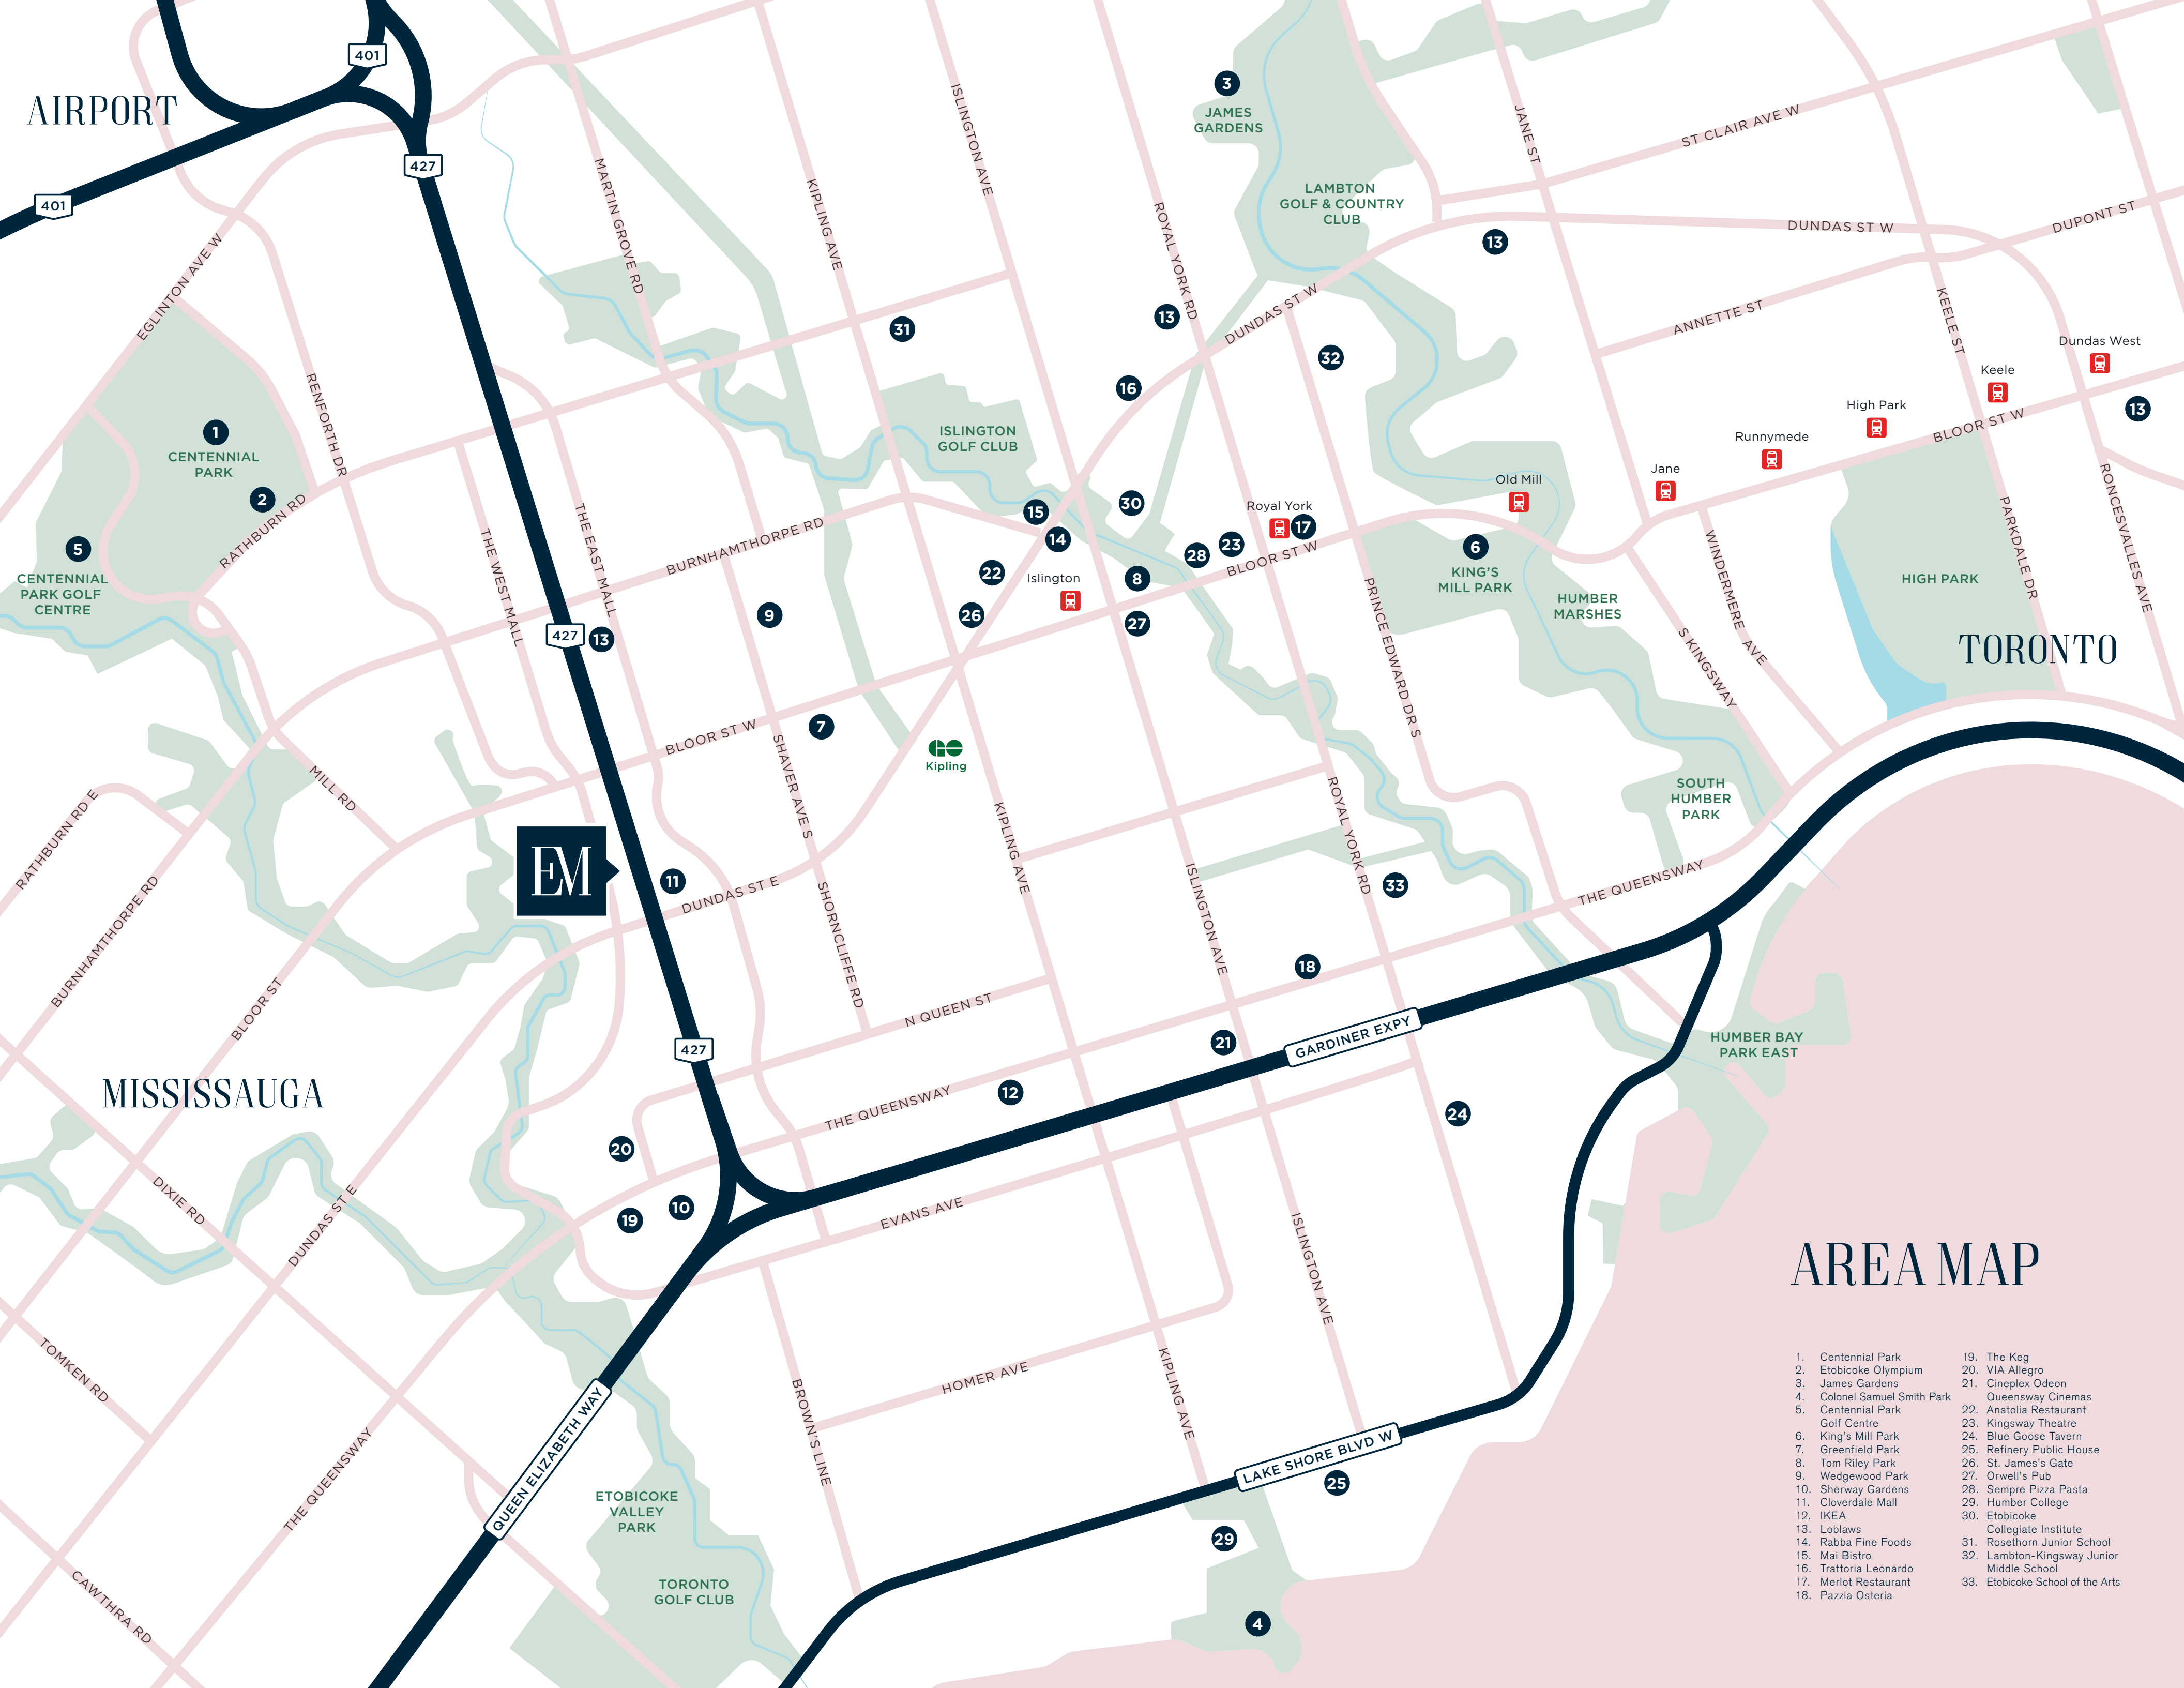 401
AIRPORT
427
401
3
JAMES
GARDENS
LAMBTON
GOLF & COUNTRY
CLUB
ISLINGTON AVE
KIPLING AVE
MARTIN GROVE RD
ROYAL YORK RD
JANE ST
ST CLAIR AVE W
DUNDAS ST W
DUPONT ST
13
EGLINTON AVE W
RENFORTH DR
31
13
DUNDAS ST W
32
16
ANNETTE ST
KEELE ST
Dundas West
Keele
13
High Park
BLOOR ST W
Runnymede
Jane
Old Mill
1
CENTENNIAL
PARK
2
RATHBURN RD
5
CENTENNIAL
PARK GOLF
CENTRE
ISLINGTON
GOLF CLUB
THE WEST MALL
THE EAST MALL
BURNHAMTHORPE RD
15
14
30
Royal York
17
28
23
BLOOR ST W
22
Islington
8
26
27
9
427
13
6
KING'S
MILL PARK
HUMBER
MARSHES
PRINCE EDWARD DR S
S KINGSWAY
WINDERMERE AVE
HIGH PARK
PARKDALE DR
RONCESVALLES AVE
TORONTO
BLOOR ST W
7
Kipling
SHAVER AVE S
MILL RD
RATHBURN RD E
BURNHAMTHORPE RD
BLOOR ST
EM
11
DUNDAS ST E
SHORNCLIFFE RD
KIPLING AVE
ISLINGTON AVE
ROYAL YORK RD
33
SOUTH
HUMBER
PARK
THE QUEENSWAY
18
N QUEEN ST
427
21
GARDINER EXPY
12
THE QUEENSWAY
24
HUMBER BAY
PARK EAST
MISSISSAUGA
20
10
19
EVANS AVE
DIXIE RD
DUNDAS ST E
ISLINGTON AVE
TOMKEN RD
THE QUEENSWAY
CAWTHRA RD
QUEEN ELIZABETH WAY
BROWN'S LINE
HOMER AVE
KIPLING AVE
LAKE SHORE BLVD W
25
29
4
ETOBICOKE
VALLEY
PARK
TORONTO
GOLF CLUB
AREA MAP
1. Centennial Park
2. Etobicoke Olympium
3. James Gardens
4. Colonel Samuel Smith Park
5. Centennial Park
Golf Centre
6. King's Mill Park
7. Greenfield Park
8. Tom Riley Park
9. Wedgewood Park
10. Sherway Gardens
11. Cloverdale Mall
12. IKEA
13. Loblaws
14. Rabba Fine Foods
15. Mai Bistro
16. Trattoria Leonardo
17. Merlot Restaurant
18. Pazzia Osteria
19. The Keg
20. VIA Allegro
21. Cineplex Odeon
Queensway Cinemas
22. Anatolia Restaurant
23. Kingsway Theatre
24. Blue Goose Tavern
25. Refinery Public House
26. St. James's Gate
27. Orwell's Pub
28. Sempre Pizza Pasta
29. Humber College
30. Etobicoke
Collegiate Institute
31. Rosethorn Junior School
32. Lambton-Kingsway Junior
Middle School
33. Etobicoke School of the Arts